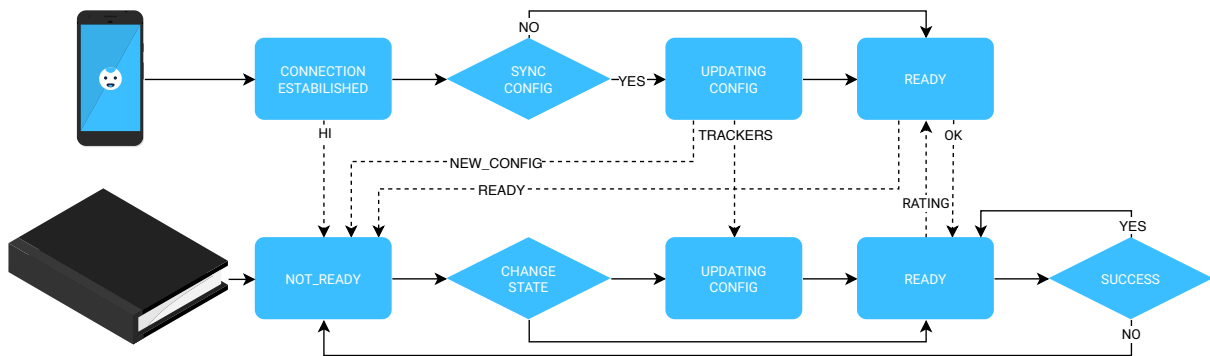 NO
CONNECTION
ESTABILISHED
SYNC
CONFIG
YES
UPDATING
CONFIG
READY
HI
TRACKERS
OK
NEW_CONFIG
READY
RATING
YES
NOT_READY
CHANGE
STATE
UPDATING
CONFIG
READY
SUCCESS
NO